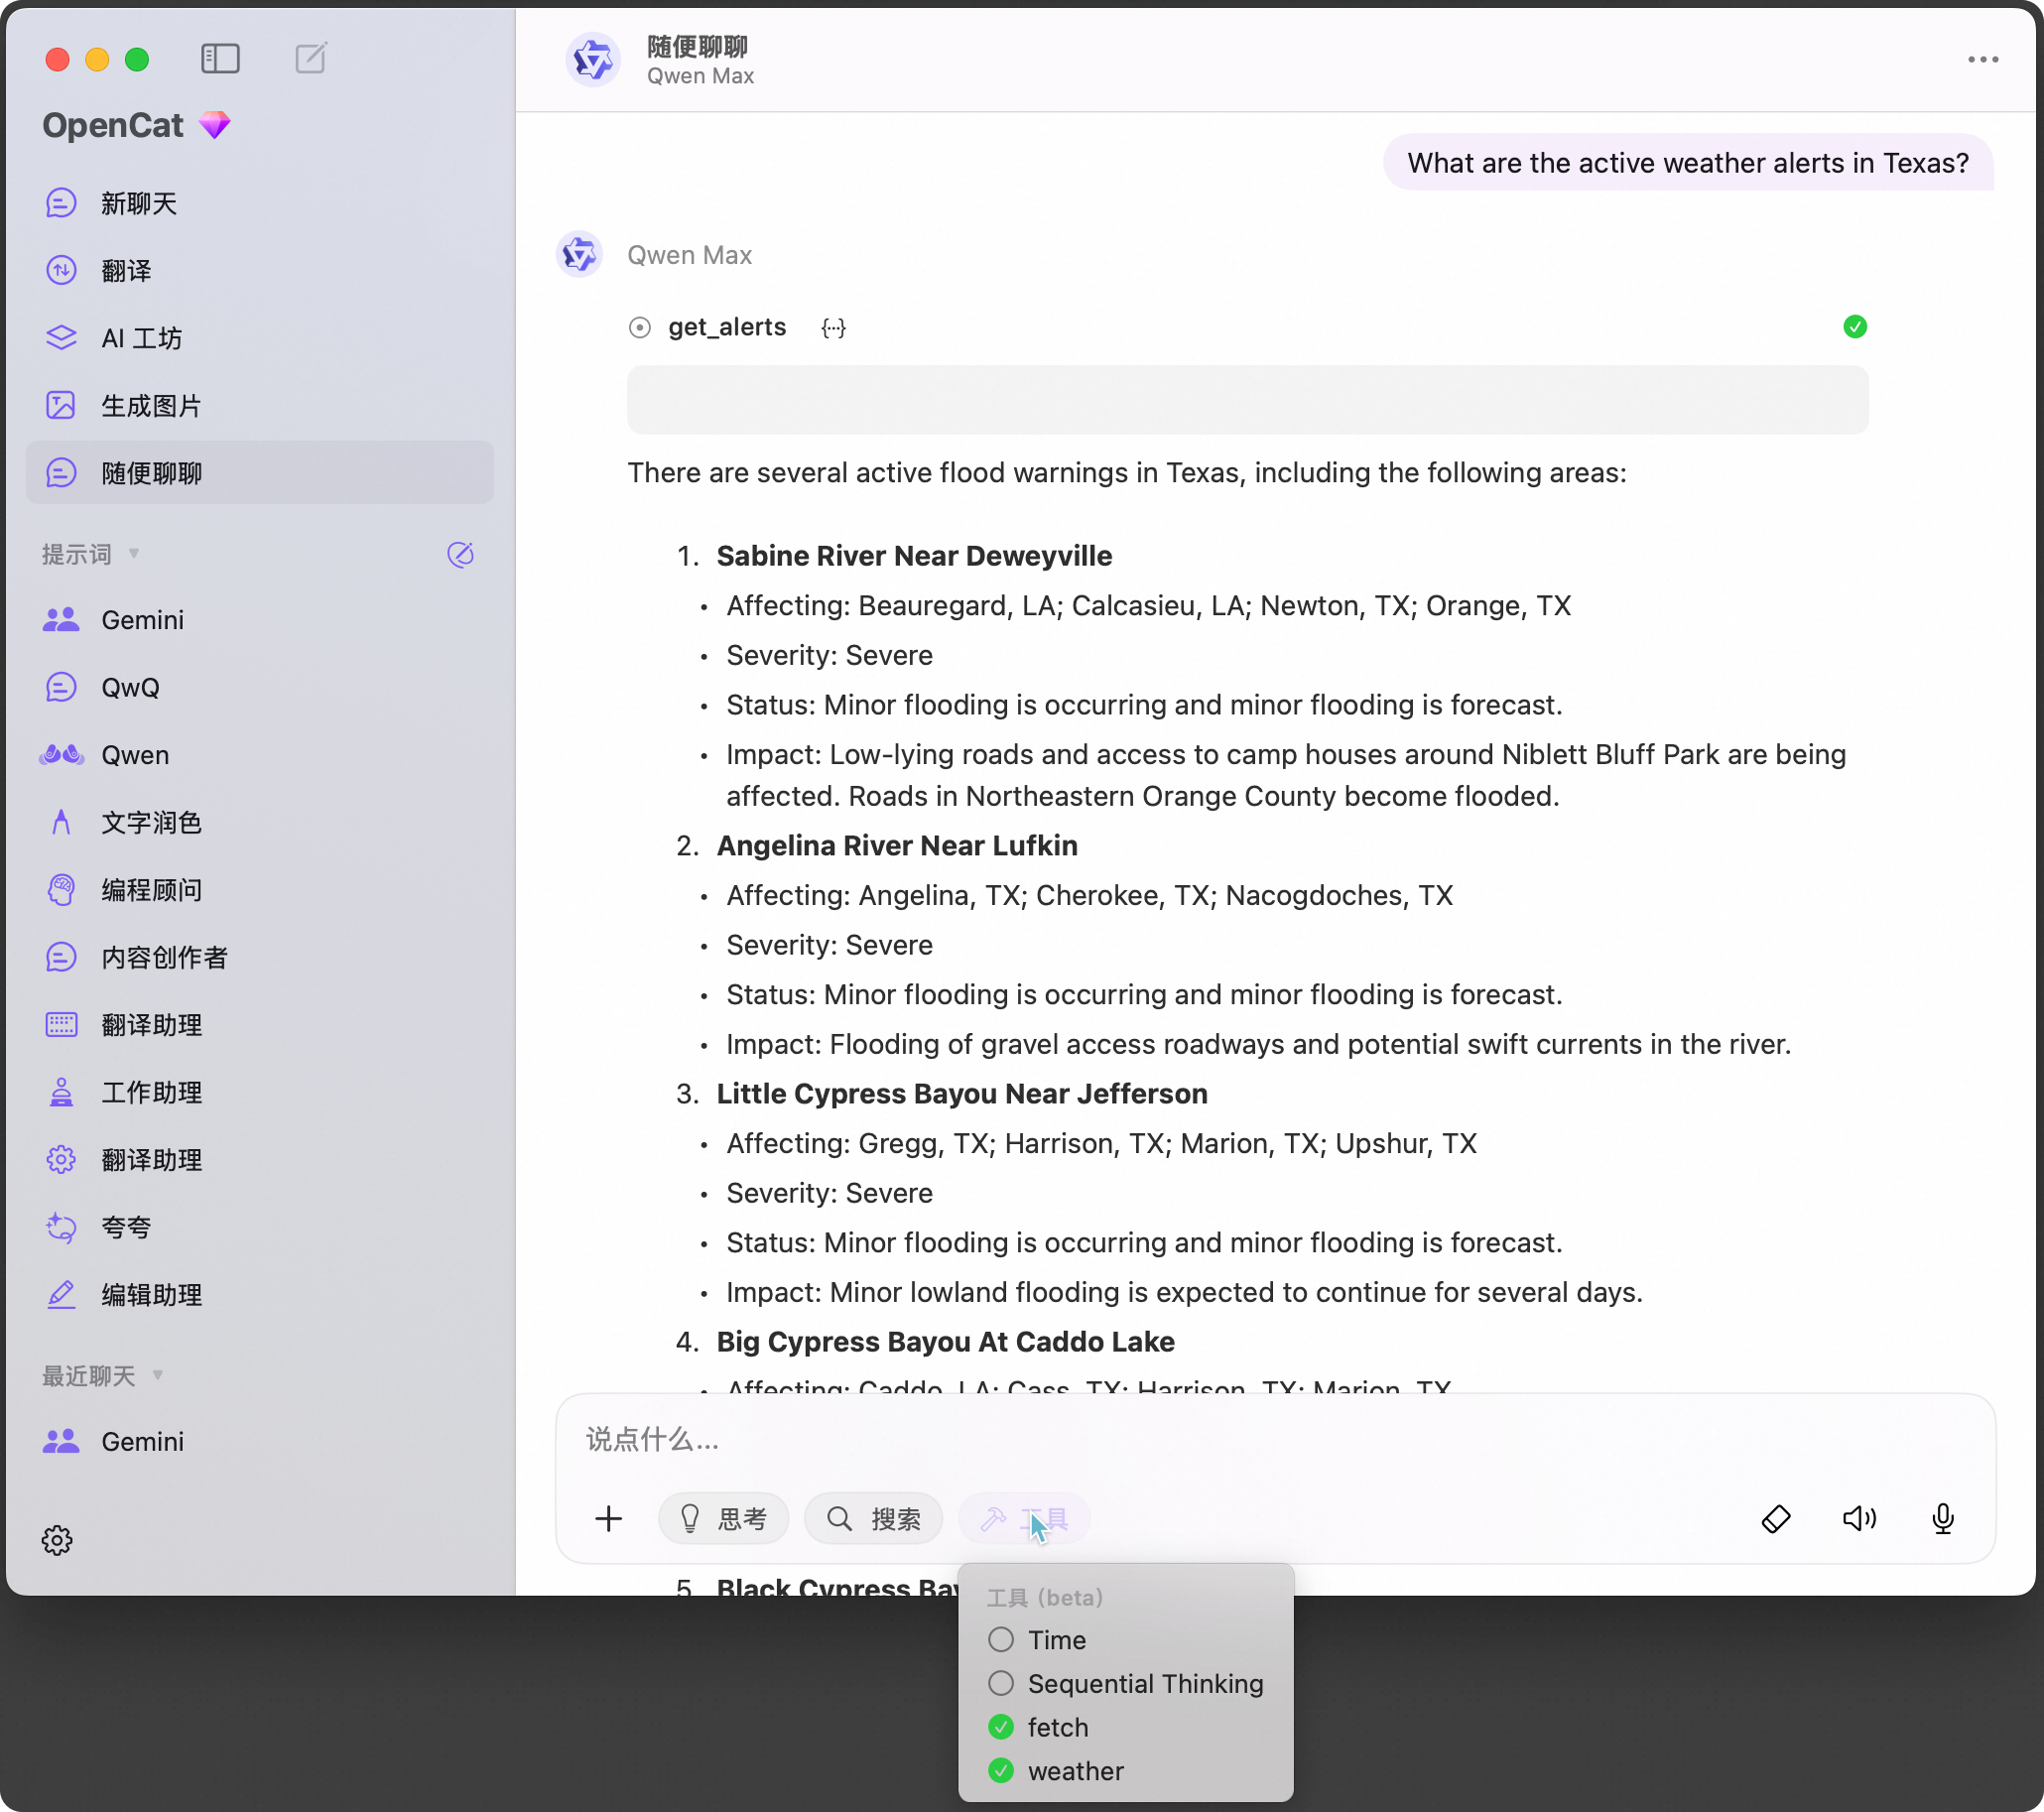 OpenCat
新聊天
翻译
AI 工坊
生成图片
随便聊聊
提示词
Gemini
QwQ
Qwen
文字润色
编程顾问
内容创作者
翻译助理
工作助理
翻译助理
夸夸
编辑助理
最近聊天
Gemini
随便聊聊
Qwen Max
What are the active weather alerts in Texas?
Qwen Max
get_alerts
There are several active flood warnings in Texas, including the following areas:
1. Sabine River Near Deweyville
• Affecting: Beauregard, LA; Calcasieu, LA; Newton, TX; Orange, TX
• Severity: Severe
• Status: Minor flooding is occurring and minor flooding is forecast.
• Impact: Low-lying roads and access to camp houses around Niblett Bluff Park are being
affected. Roads in Northeastern Orange County become flooded.
2. Angelina River Near Lufkin
• Affecting: Angelina, TX; Cherokee, TX; Nacogdoches, TX
• Severity: Severe
• Status: Minor flooding is occurring and minor flooding is forecast.
• Impact: Flooding of gravel access roadways and potential swift currents in the river.
3. Little Cypress Bayou Near Jefferson
• Affecting: Gregg, TX; Harrison, TX; Marion, TX; Upshur, TX
• Severity: Severe
• Status: Minor flooding is occurring and minor flooding is forecast.
• Impact: Minor lowland flooding is expected to continue for several days.
4. Big Cypress Bayou At Caddo Lake
• Affecting: Caddo, LA; Cass, TX; Harrison, TX; Marion, TX
说点什么...
思考
搜索
工具
5. Black Cypress
工具 (beta)
Time
Sequential Thinking
fetch
weather